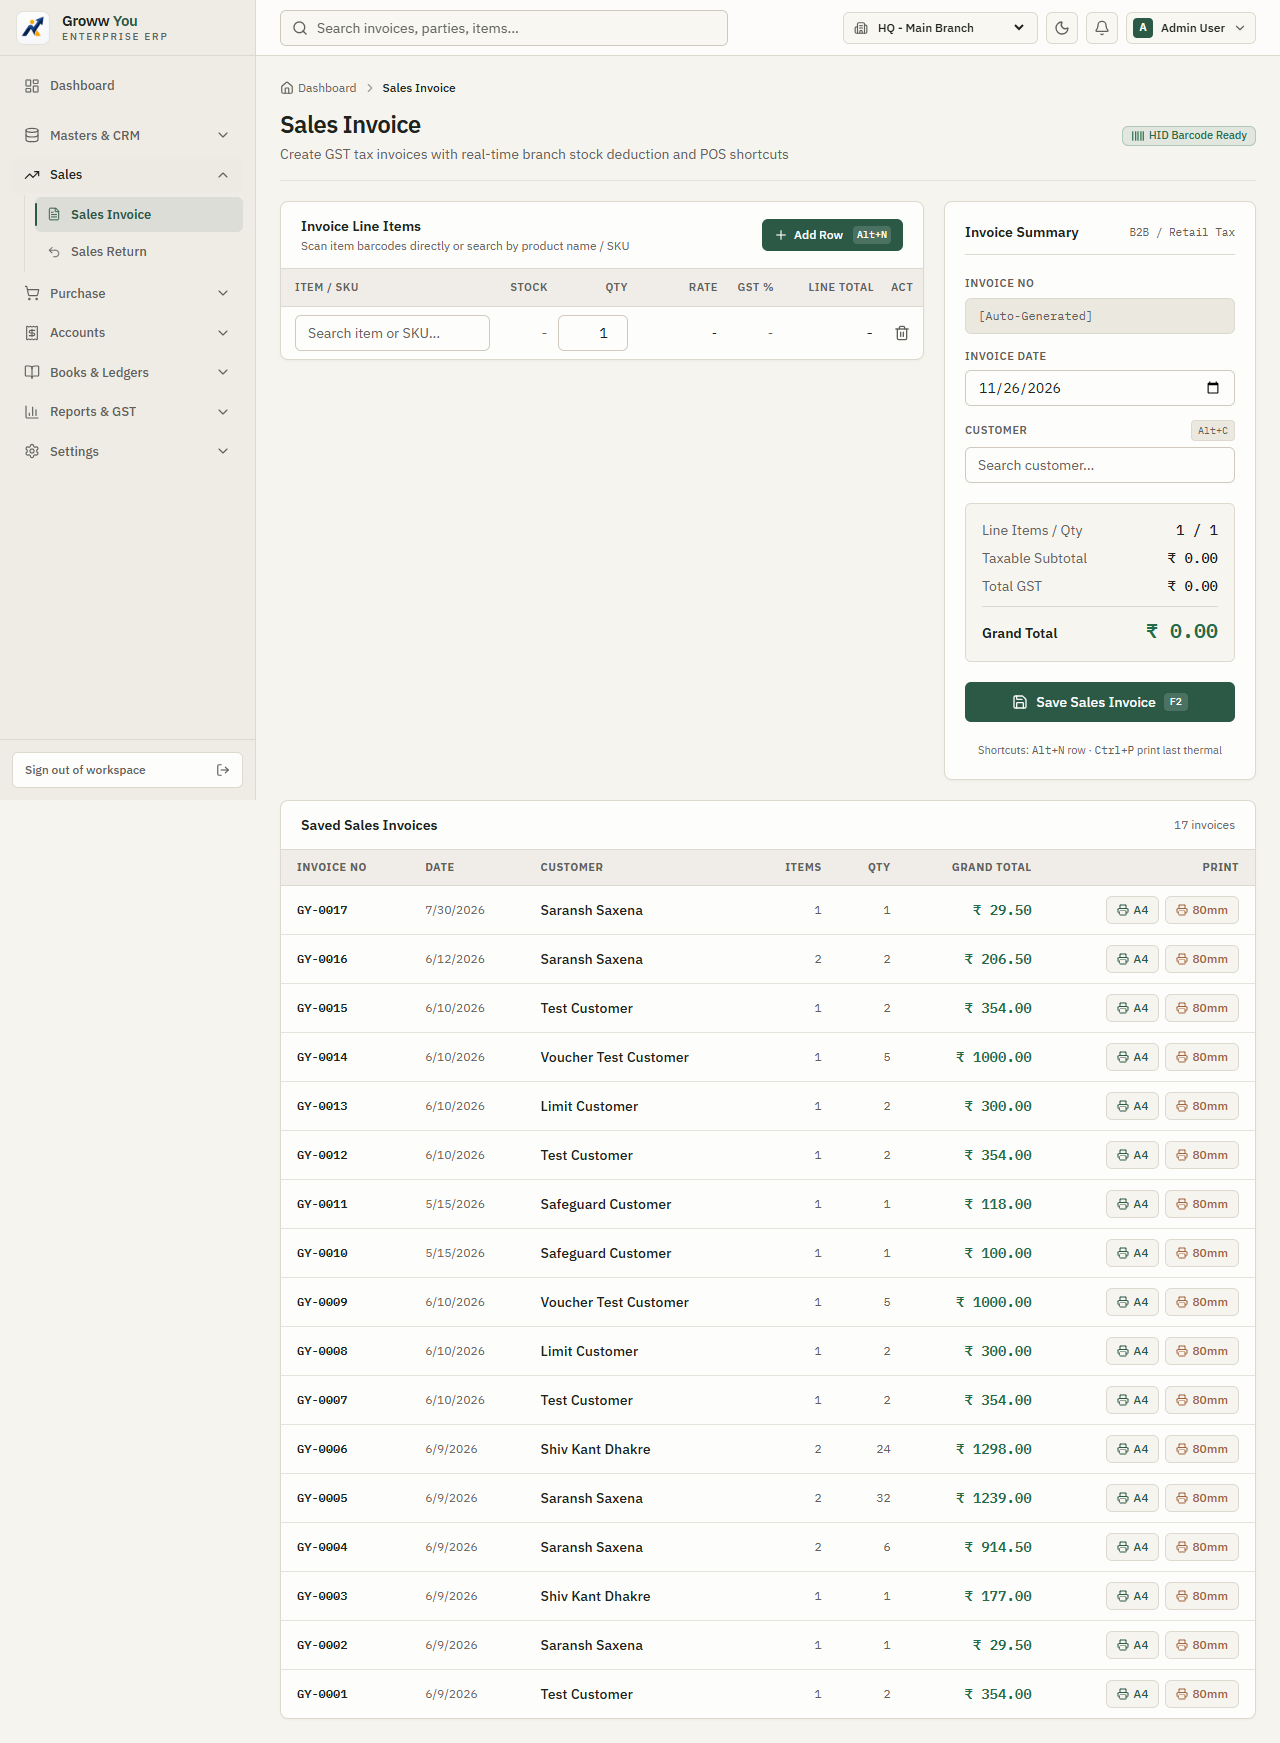 Groww You
ENTERPRISE ERP
Search invoices, parties, items...
HQ - Main Branch
A Admin User
Dashboard
Masters & CRM
Sales
Sales Invoice
Sales Return
Purchase
Accounts
Books & Ledgers
Reports & GST
Settings
Sign out of workspace
Dashboard > Sales Invoice
Sales Invoice
Create GST tax invoices with real-time branch stock deduction and POS shortcuts
HID Barcode Ready
Invoice Line Items
Scan item barcodes directly or search by product name / SKU
Add Row Alt+N
ITEM / SKU STOCK QTY RATE GST % LINE TOTAL ACT
Search item or SKU... - 1 - - -
Invoice Summary B2B / Retail Tax
INVOICE NO
[Auto-Generated]
INVOICE DATE
11/26/2026
CUSTOMER Alt+C
Search customer...
Line Items / Qty 1 / 1
Taxable Subtotal ₹ 0.00
Total GST ₹ 0.00
Grand Total ₹ 0.00
Save Sales Invoice F2
Shortcuts: Alt+N row · Ctrl+P print last thermal
Saved Sales Invoices 17 invoices
INVOICE NO DATE CUSTOMER ITEMS QTY GRAND TOTAL PRINT
GY-0017 7/30/2026 Saransh Saxena 1 1 ₹ 29.50 A4 80mm
GY-0016 6/12/2026 Saransh Saxena 2 2 ₹ 206.50 A4 80mm
GY-0015 6/10/2026 Test Customer 1 2 ₹ 354.00 A4 80mm
GY-0014 6/10/2026 Voucher Test Customer 1 5 ₹ 1000.00 A4 80mm
GY-0013 6/10/2026 Limit Customer 1 2 ₹ 300.00 A4 80mm
GY-0012 6/10/2026 Test Customer 1 2 ₹ 354.00 A4 80mm
GY-0011 5/15/2026 Safeguard Customer 1 1 ₹ 118.00 A4 80mm
GY-0010 5/15/2026 Safeguard Customer 1 1 ₹ 100.00 A4 80mm
GY-0009 6/10/2026 Voucher Test Customer 1 5 ₹ 1000.00 A4 80mm
GY-0008 6/10/2026 Limit Customer 1 2 ₹ 300.00 A4 80mm
GY-0007 6/10/2026 Test Customer 1 2 ₹ 354.00 A4 80mm
GY-0006 6/9/2026 Shiv Kant Dhakre 2 24 ₹ 1298.00 A4 80mm
GY-0005 6/9/2026 Saransh Saxena 2 32 ₹ 1239.00 A4 80mm
GY-0004 6/9/2026 Saransh Saxena 2 6 ₹ 914.50 A4 80mm
GY-0003 6/9/2026 Shiv Kant Dhakre 1 1 ₹ 177.00 A4 80mm
GY-0002 6/9/2026 Saransh Saxena 1 1 ₹ 29.50 A4 80mm
GY-0001 6/9/2026 Test Customer 1 2 ₹ 354.00 A4 80mm